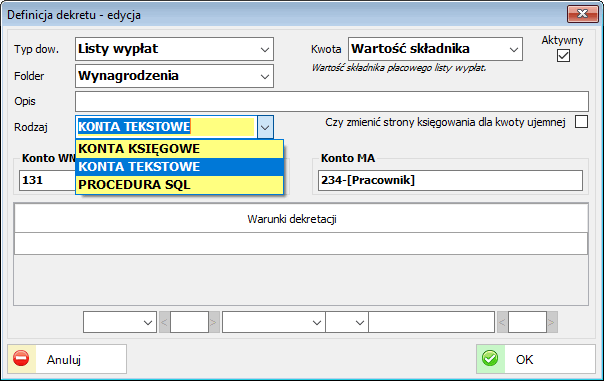 Definicja dekretu - edycja
Typ dow. Listy wypłat Kwota Wartość składnika Aktywny
Wartość składnika płacowego listy wypłat.
Folder Wynagrodzenia
Opis
Rodzaj KONTA TEKSTOWE Czy zmienić strony księgowania dla kwoty ujemnej
KONTA KSIĘGOWE
KONTA TEKSTOWE
PROCEDURA SQL
Konto WN Konto MA
131 234-[Pracownik]
Warunki dekretacji
< > < >
Anuluj OK